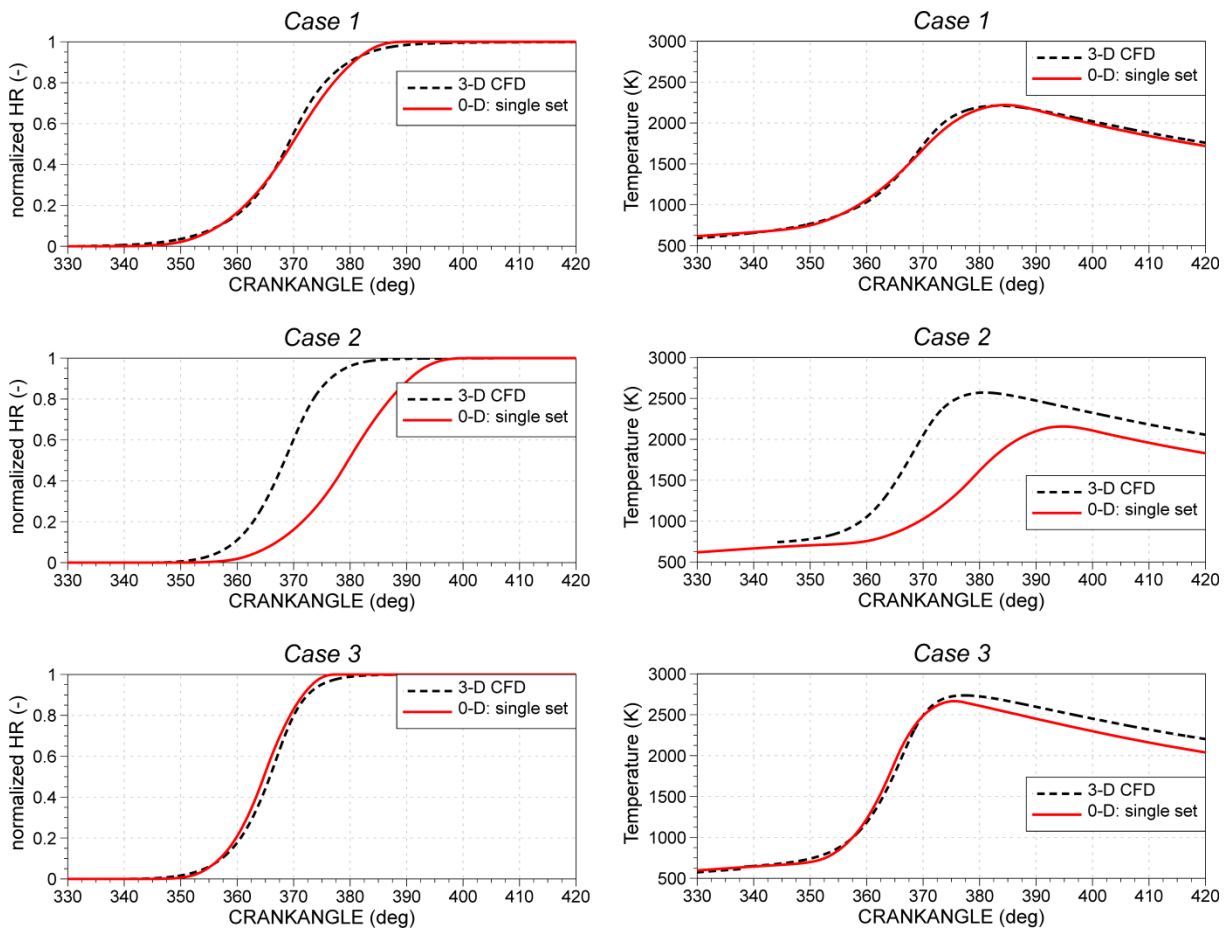 Case 1
normalized HR (-)
1
0.8
0.6
0.4
0.2
0
3-D CFD
0-D: single set
330 340 350 360 370 380 390 400 410 420
CRANKANGLE (deg)
Case 1
Temperature (K)
3000
2500
2000
1500
1000
500
3-D CFD
0-D: single set
330 340 350 360 370 380 390 400 410 420
CRANKANGLE (deg)
Case 2
normalized HR (-)
1
0.8
0.6
0.4
0.2
0
3-D CFD
0-D: single set
330 340 350 360 370 380 390 400 410 420
CRANKANGLE (deg)
Case 2
Temperature (K)
3000
2500
2000
1500
1000
500
3-D CFD
0-D: single set
330 340 350 360 370 380 390 400 410 420
CRANKANGLE (deg)
Case 3
normalized HR (-)
1
0.8
0.6
0.4
0.2
0
3-D CFD
0-D: single set
330 340 350 360 370 380 390 400 410 420
CRANKANGLE (deg)
Case 3
Temperature (K)
3000
2500
2000
1500
1000
500
3-D CFD
0-D: single set
330 340 350 360 370 380 390 400 410 420
CRANKANGLE (deg)